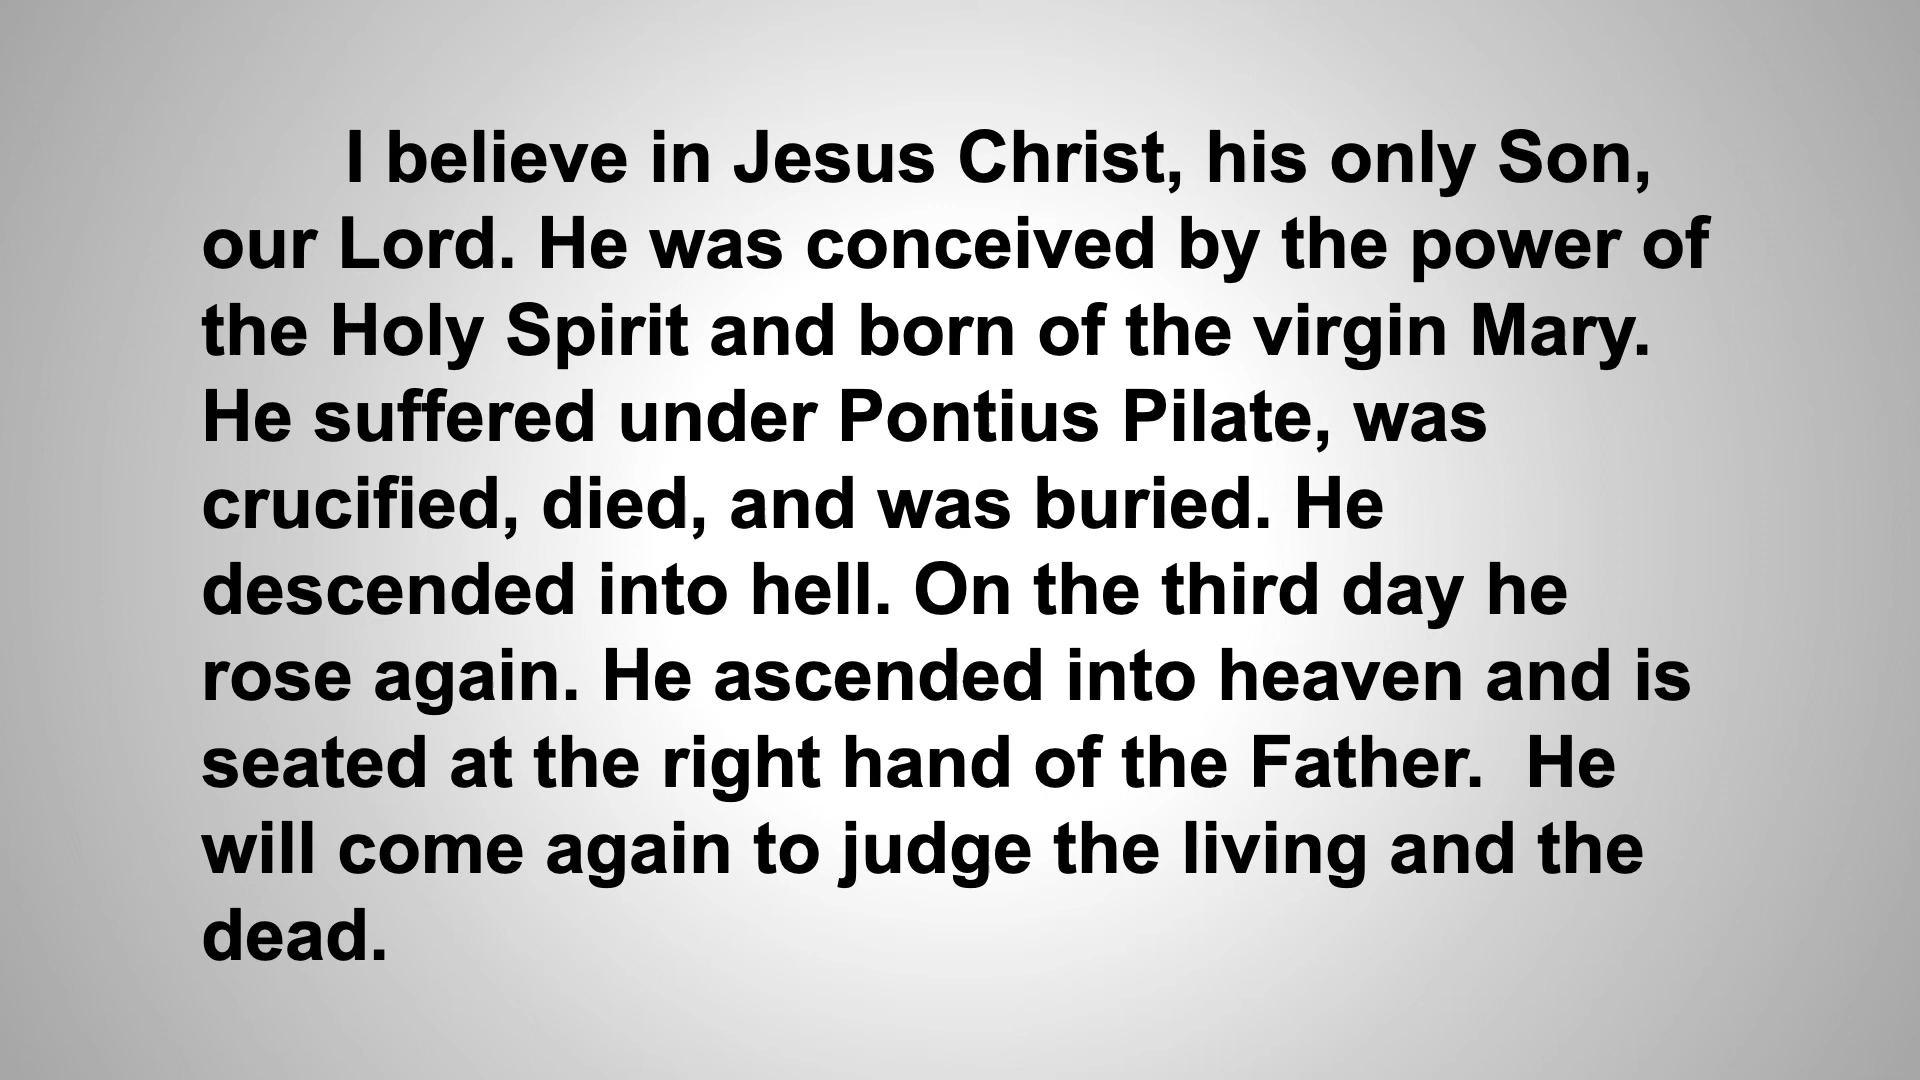 I believe in Jesus Christ, his only Son,
our Lord. He was conceived by the power of
the Holy Spirit and born of the virgin Mary.
He suffered under Pontius Pilate, was
crucified, died, and was buried. He
descended into hell. On the third day he
rose again. He ascended into heaven and is
seated at the right hand of the Father.  He
will come again to judge the living and the
dead.